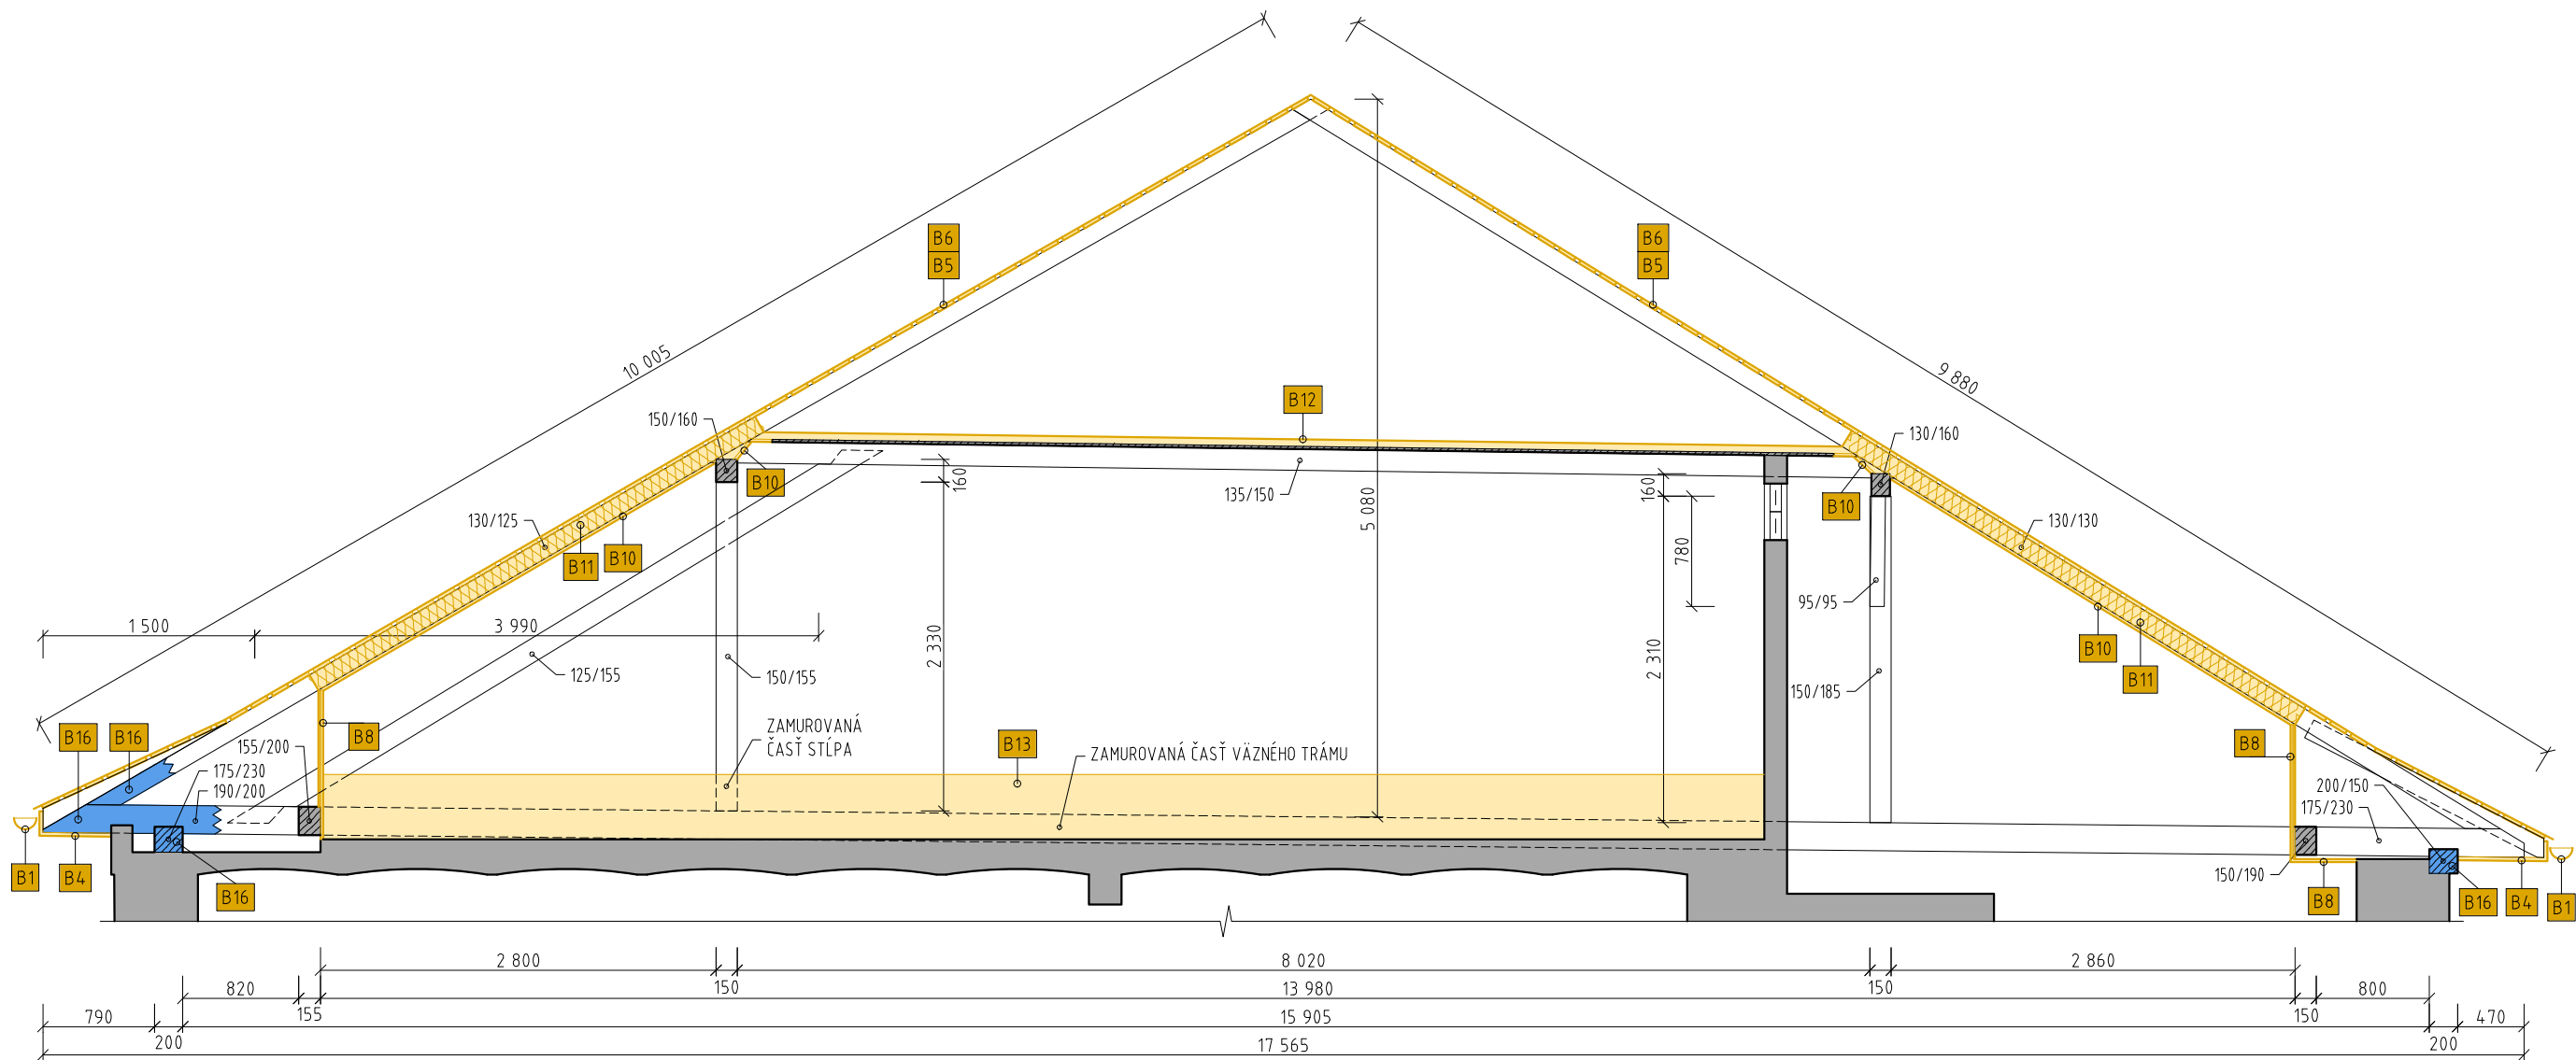 B6
B5
B6
B5
10 005
9 880
B12
150/160
130/160
B10
160
135/150
5 080
160
B10
130/125
B11
B10
130/130
780
1 500
3 990
2 330
95/95
125/155
150/155
2 310
150/185
B10
B11
B16
B16
155/200
B8
175/230
190/200
ZAMUROVANÁ
ČASŤ STĹPA
B13
ZAMUROVANÁ ČASŤ VÄZNÉHO TRÁMU
B8
200/150
175/230
B1
B4
B16
150/190
B8
B16
B4
B1
2 800
8 020
2 860
820
150
13 980
150
800
790
155
15 905
150
470
200
17 565
200